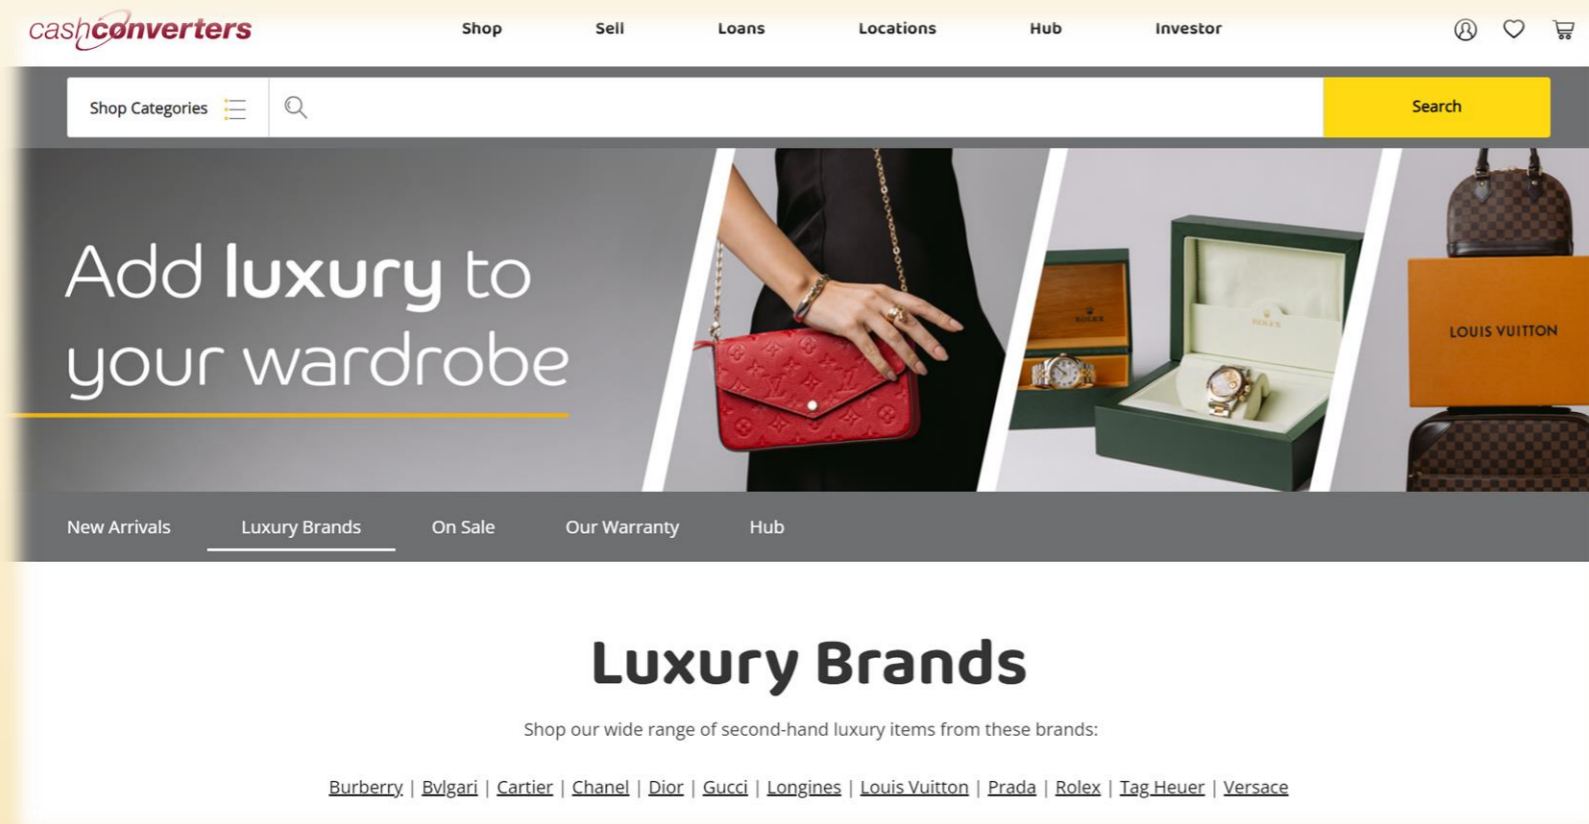 cashconverters
Shop Sell Loans Locations Hub Investor
Shop Categories
Search
Add luxury to
your wardrobe
ROLEX
ROLEX
LOUIS VUITTON
New Arrivals Luxury Brands On Sale Our Warranty Hub
Luxury Brands
Shop our wide range of second-hand luxury items from these brands:
Burberry | Bvlgari | Cartier | Chanel | Dior | Gucci | Longines | Louis Vuitton | Prada | Rolex | Tag Heuer | Versace